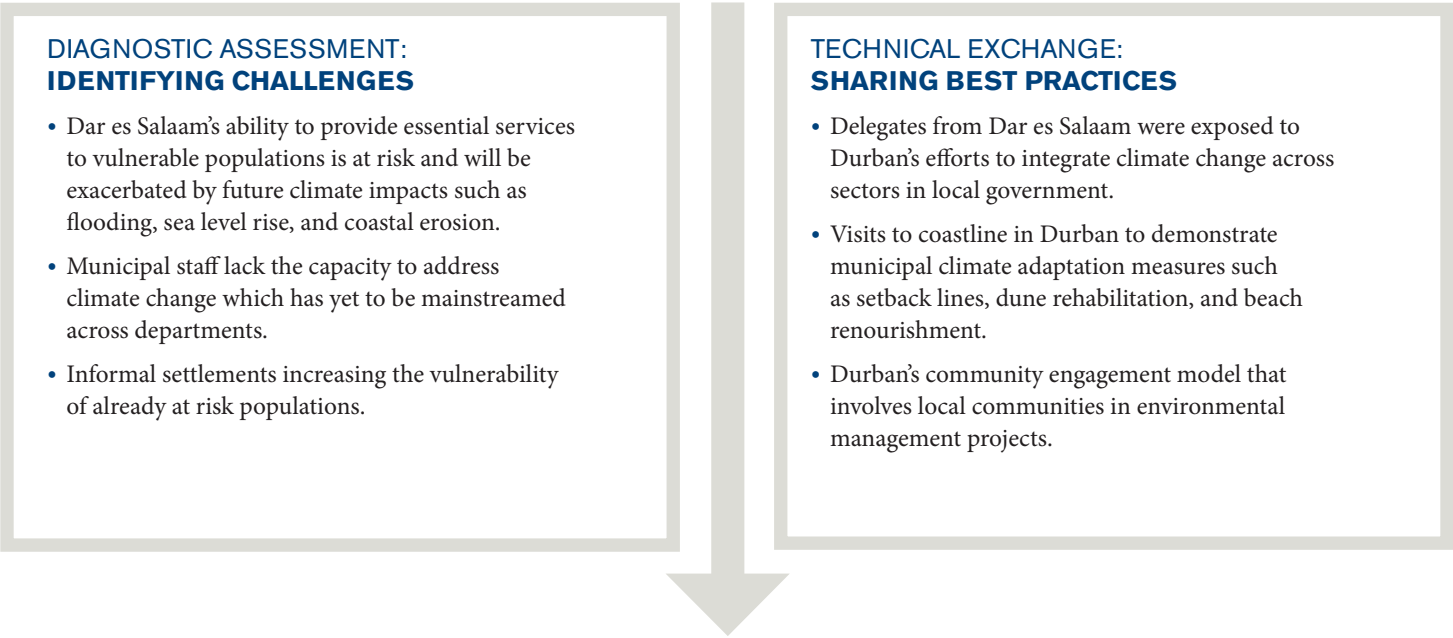 DIAGNOSTIC ASSESSMENT:
IDENTIFYING CHALLENGES
• Dar es Salaam’s ability to provide essential services
to vulnerable populations is at risk and will be
exacerbated by future climate impacts such as
flooding, sea level rise, and coastal erosion.
• Municipal staff lack the capacity to address
climate change which has yet to be mainstreamed
across departments.
• Informal settlements increasing the vulnerability
of already at risk populations.
TECHNICAL EXCHANGE:
SHARING BEST PRACTICES
• Delegates from Dar es Salaam were exposed to
Durban’s efforts to integrate climate change across
sectors in local government.
• Visits to coastline in Durban to demonstrate
municipal climate adaptation measures such
as setback lines, dune rehabilitation, and beach
renourishment.
• Durban’s community engagement model that
involves local communities in environmental
management projects.